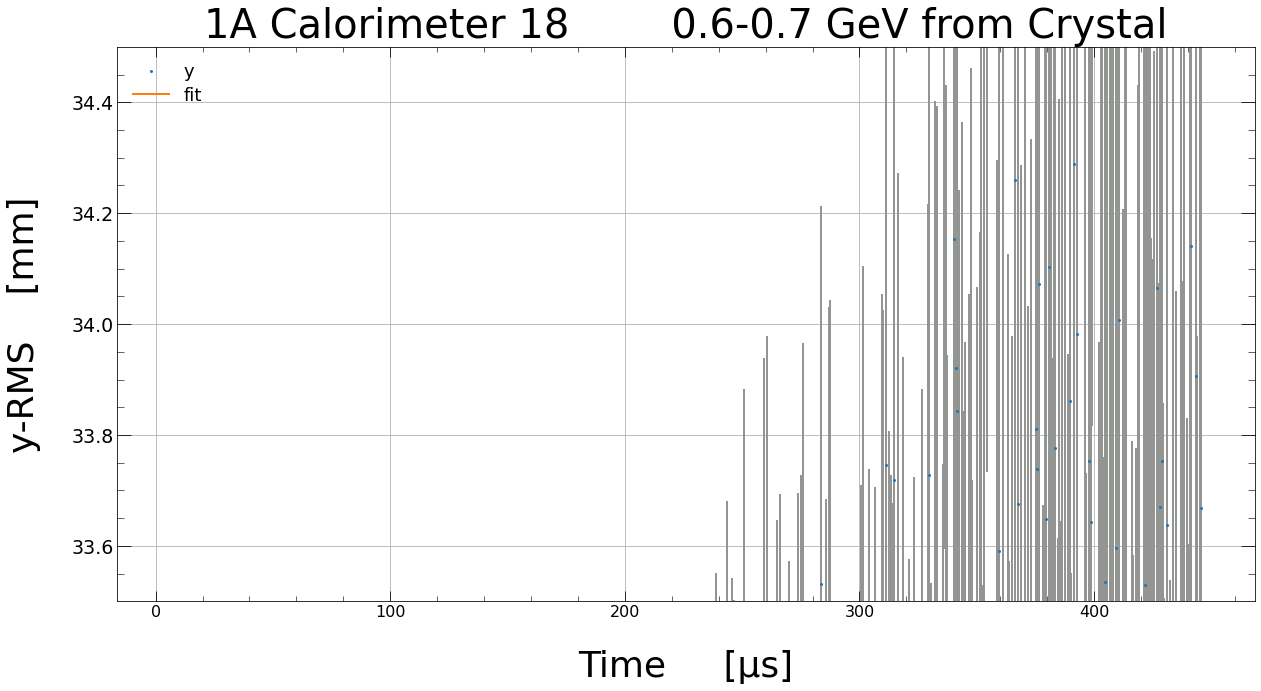 1A Calorimeter 18 0.6-0.7 GeV from Crystal
y
fit
34.4
34.2
34.0
33.8
33.6
y-RMS [mm]
0 100 200 300 400
Time [µs]